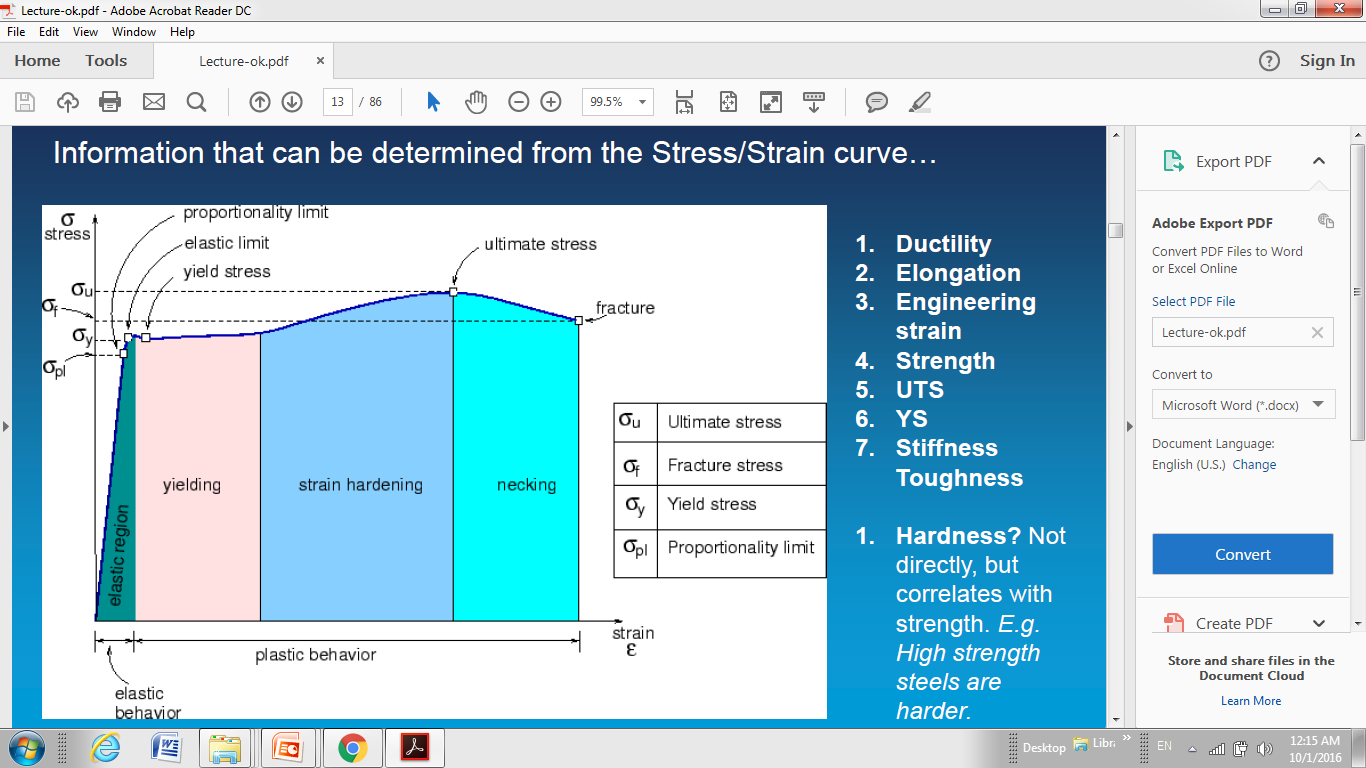 Lecture-ok.pdf - Adobe Acrobat Reader DC
File Edit View Window Help
Home Tools Lecture-ok.pdf × ? Sign In
13 / 86 99.5%
Information that can be determined from the Stress/Strain curve…
σ
stress
proportionality limit
elastic limit
yield stress
ultimate stress
fracture
σu
σf
σy
σpl
elastic region
yielding
strain hardening
necking
strain
ε
plastic behavior
elastic
behavior
σu Ultimate stress
σf Fracture stress
σy Yield stress
σpl Proportionality limit
1. Ductility
2. Elongation
3. Engineering
strain
4. Strength
5. UTS
6. YS
7. Stiffness
Toughness
1. Hardness? Not
directly, but
correlates with
strength. E.g.
High strength
steels are
harder.
Export PDF
Adobe Export PDF
Convert PDF Files to Word
or Excel Online
Select PDF File
Lecture-ok.pdf
Convert to
Microsoft Word (*.docx)
Document Language:
English (U.S.) Change
Convert
Create PDF
Store and share files in the
Document Cloud
Learn More
Desktop Libr » EN
12:15 AM
10/1/2016